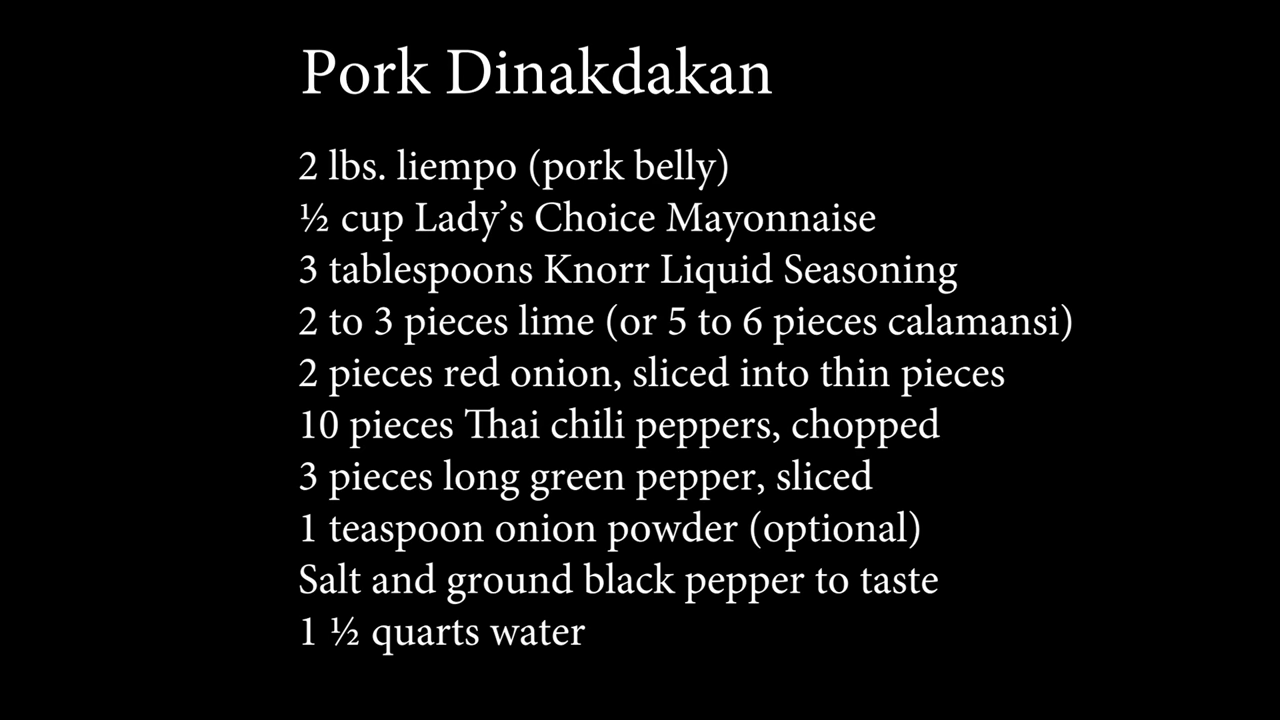 Pork Dinakdakan
2 lbs. liempo (pork belly)
½ cup Lady’s Choice Mayonnaise
3 tablespoons Knorr Liquid Seasoning
2 to 3 pieces lime (or 5 to 6 pieces calamansi)
2 pieces red onion, sliced into thin pieces
10 pieces Thai chili peppers, chopped
3 pieces long green pepper, sliced
1 teaspoon onion powder (optional)
Salt and ground black pepper to taste
1 ½ quarts water